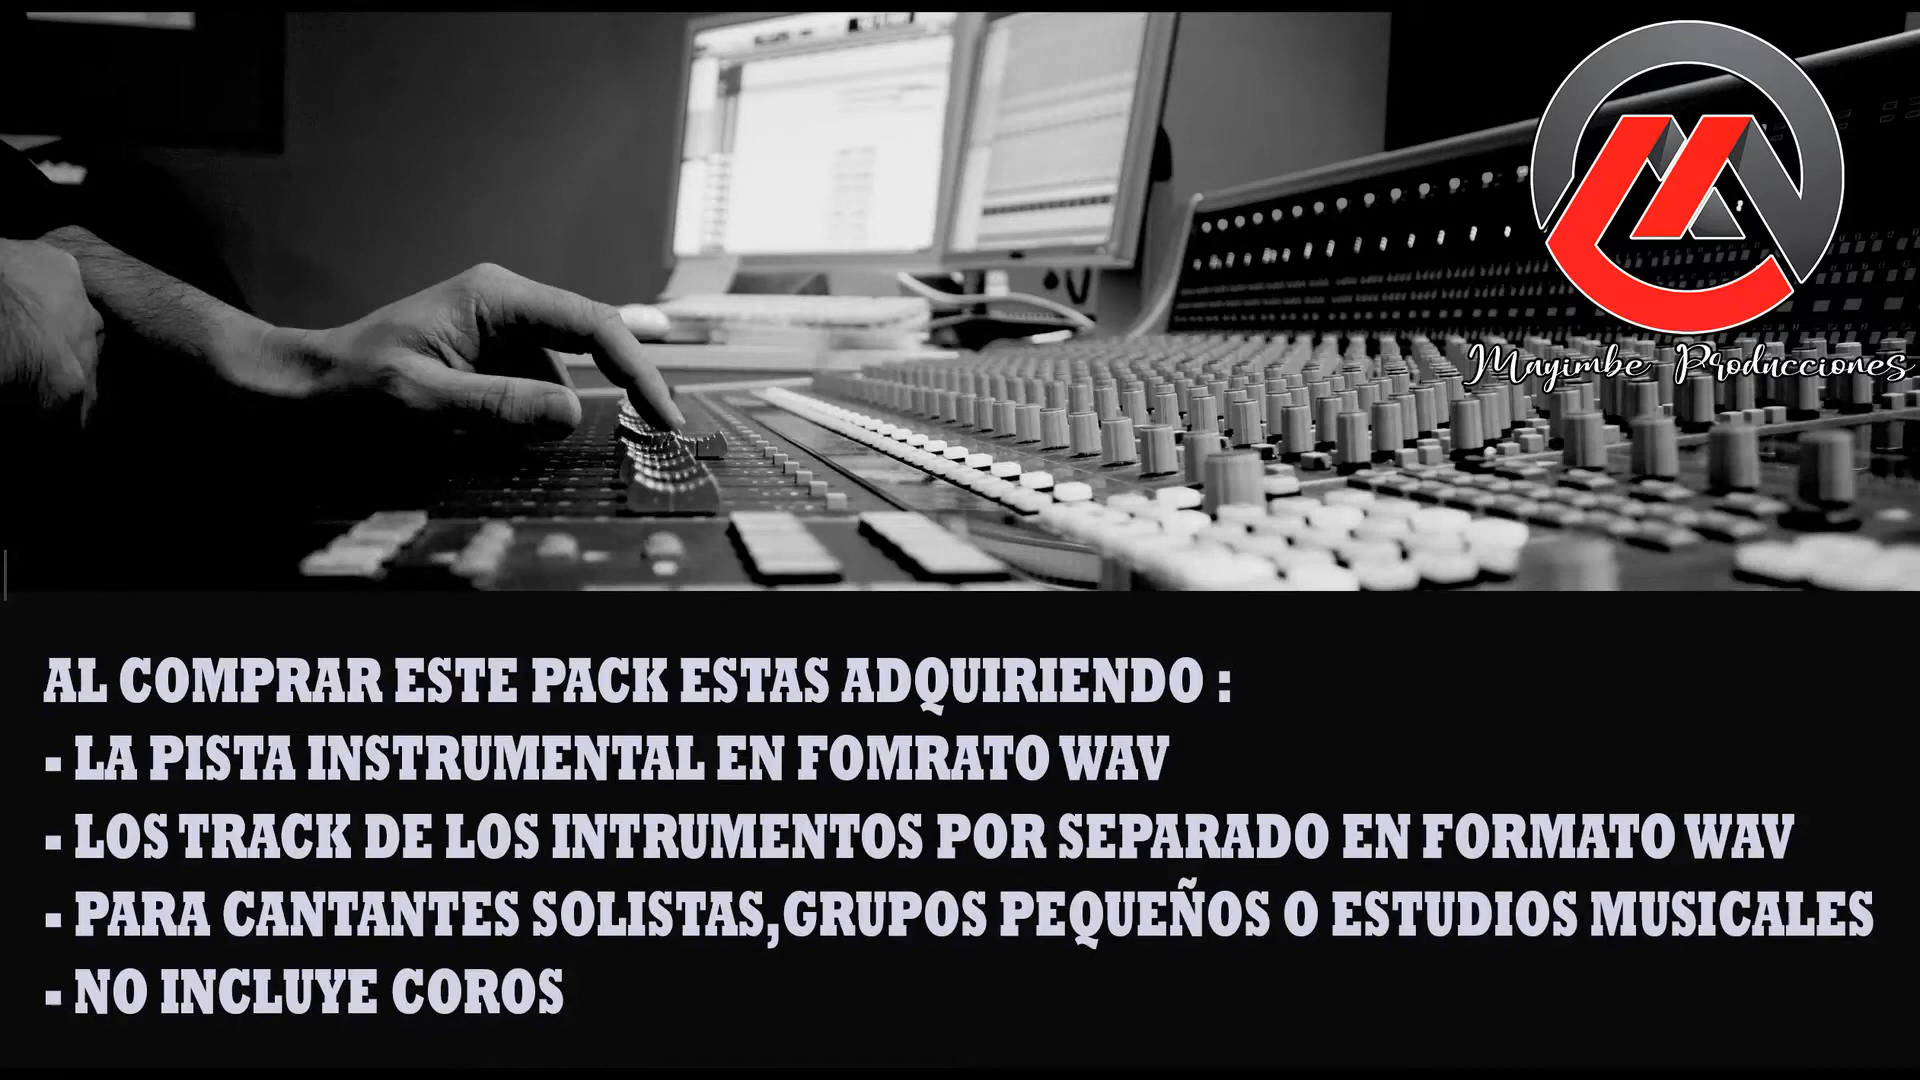 Mayimbe Producciones
AL COMPRAR ESTE PACK ESTAS ADQUIRIENDO :
- LA PISTA INSTRUMENTAL EN FOMRATO WAV
- LOS TRACK DE LOS INTRUMENTOS POR SEPARADO EN FORMATO WAV
- PARA CANTANTES SOLISTAS,GRUPOS PEQUEÑOS O ESTUDIOS MUSICALES
- NO INCLUYE COROS